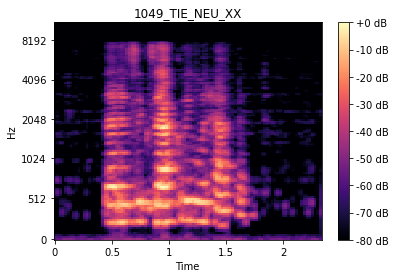 1049_TIE_NEU_XX
+0 dB
8192
-10 dB
4096
-20 dB
-30 dB
2048
Hz
-40 dB
1024
-50 dB
512
-60 dB
-70 dB
0
-80 dB
0 0.5 1 1.5 2
Time